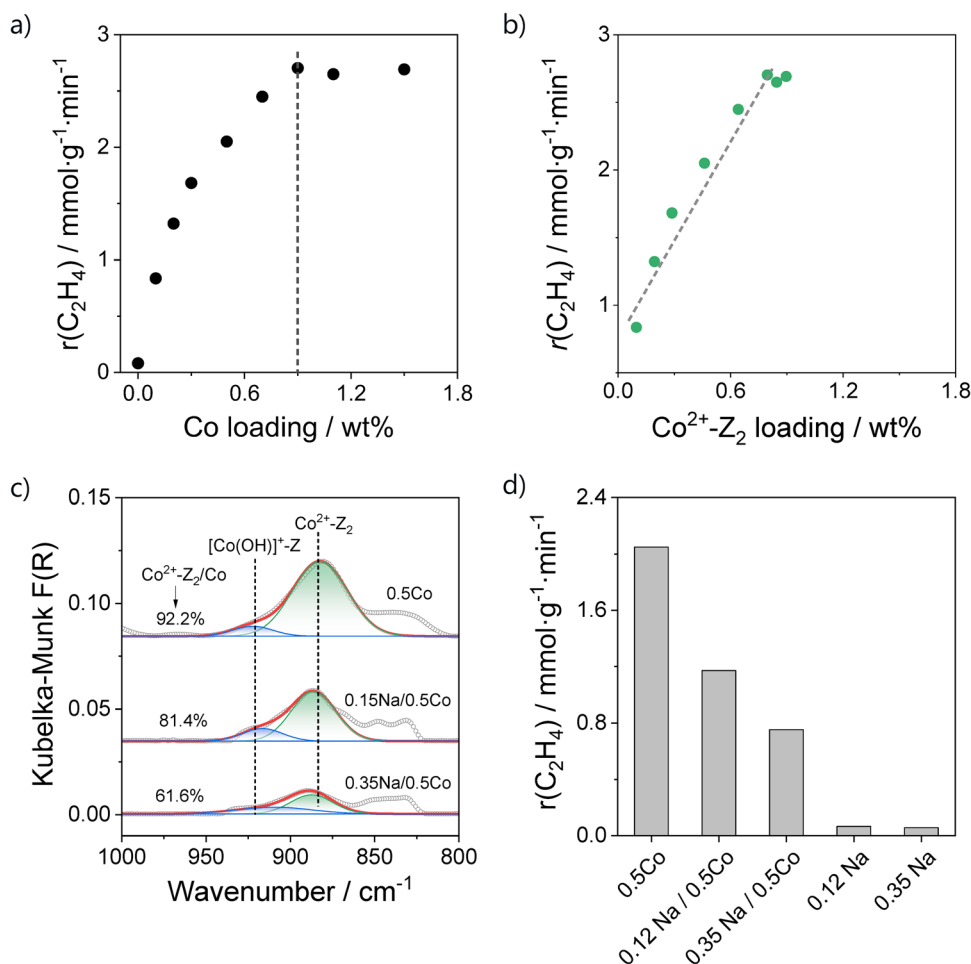 a)
r(C₂H₄) / mmol·g⁻¹·min⁻¹
3
2
1
0
0.0
0.6
1.2
1.8
Co loading / wt%
b)
r(C₂H₄) / mmol·g⁻¹·min⁻¹
3
2
1
0.0
0.6
1.2
1.8
Co²⁺-Z₂ loading / wt%
c)
Kubelka-Munk F(R)
0.15
0.10
0.05
0.00
Co²⁺-Z₂
[Co(OH)]⁺-Z
Co²⁺-Z₂/Co
92.2%
0.5Co
81.4%
0.15Na/0.5Co
61.6%
0.35Na/0.5Co
1000
950
900
850
800
Wavenumber / cm⁻¹
d)
r(C₂H₄) / mmol·g⁻¹·min⁻¹
2.4
1.6
0.8
0.0
0.5Co
0.12 Na / 0.5Co
0.35 Na / 0.5Co
0.12 Na
0.35 Na